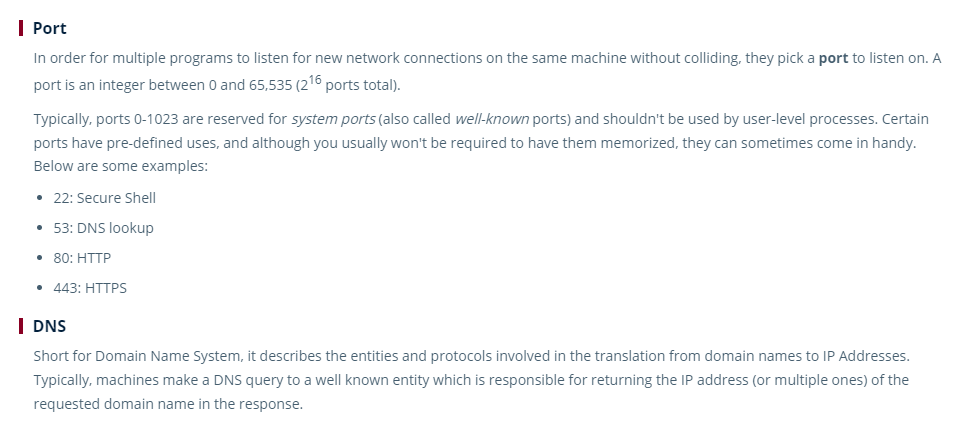 Port
In order for multiple programs to listen for new network connections on the same machine without colliding, they pick a port to listen on. A
port is an integer between 0 and 65,535 (2^16 ports total).
Typically, ports 0-1023 are reserved for system ports (also called well-known ports) and shouldn't be used by user-level processes. Certain
ports have pre-defined uses, and although you usually won't be required to have them memorized, they can sometimes come in handy.
Below are some examples:
• 22: Secure Shell
• 53: DNS lookup
• 80: HTTP
• 443: HTTPS
DNS
Short for Domain Name System, it describes the entities and protocols involved in the translation from domain names to IP Addresses.
Typically, machines make a DNS query to a well known entity which is responsible for returning the IP address (or multiple ones) of the
requested domain name in the response.